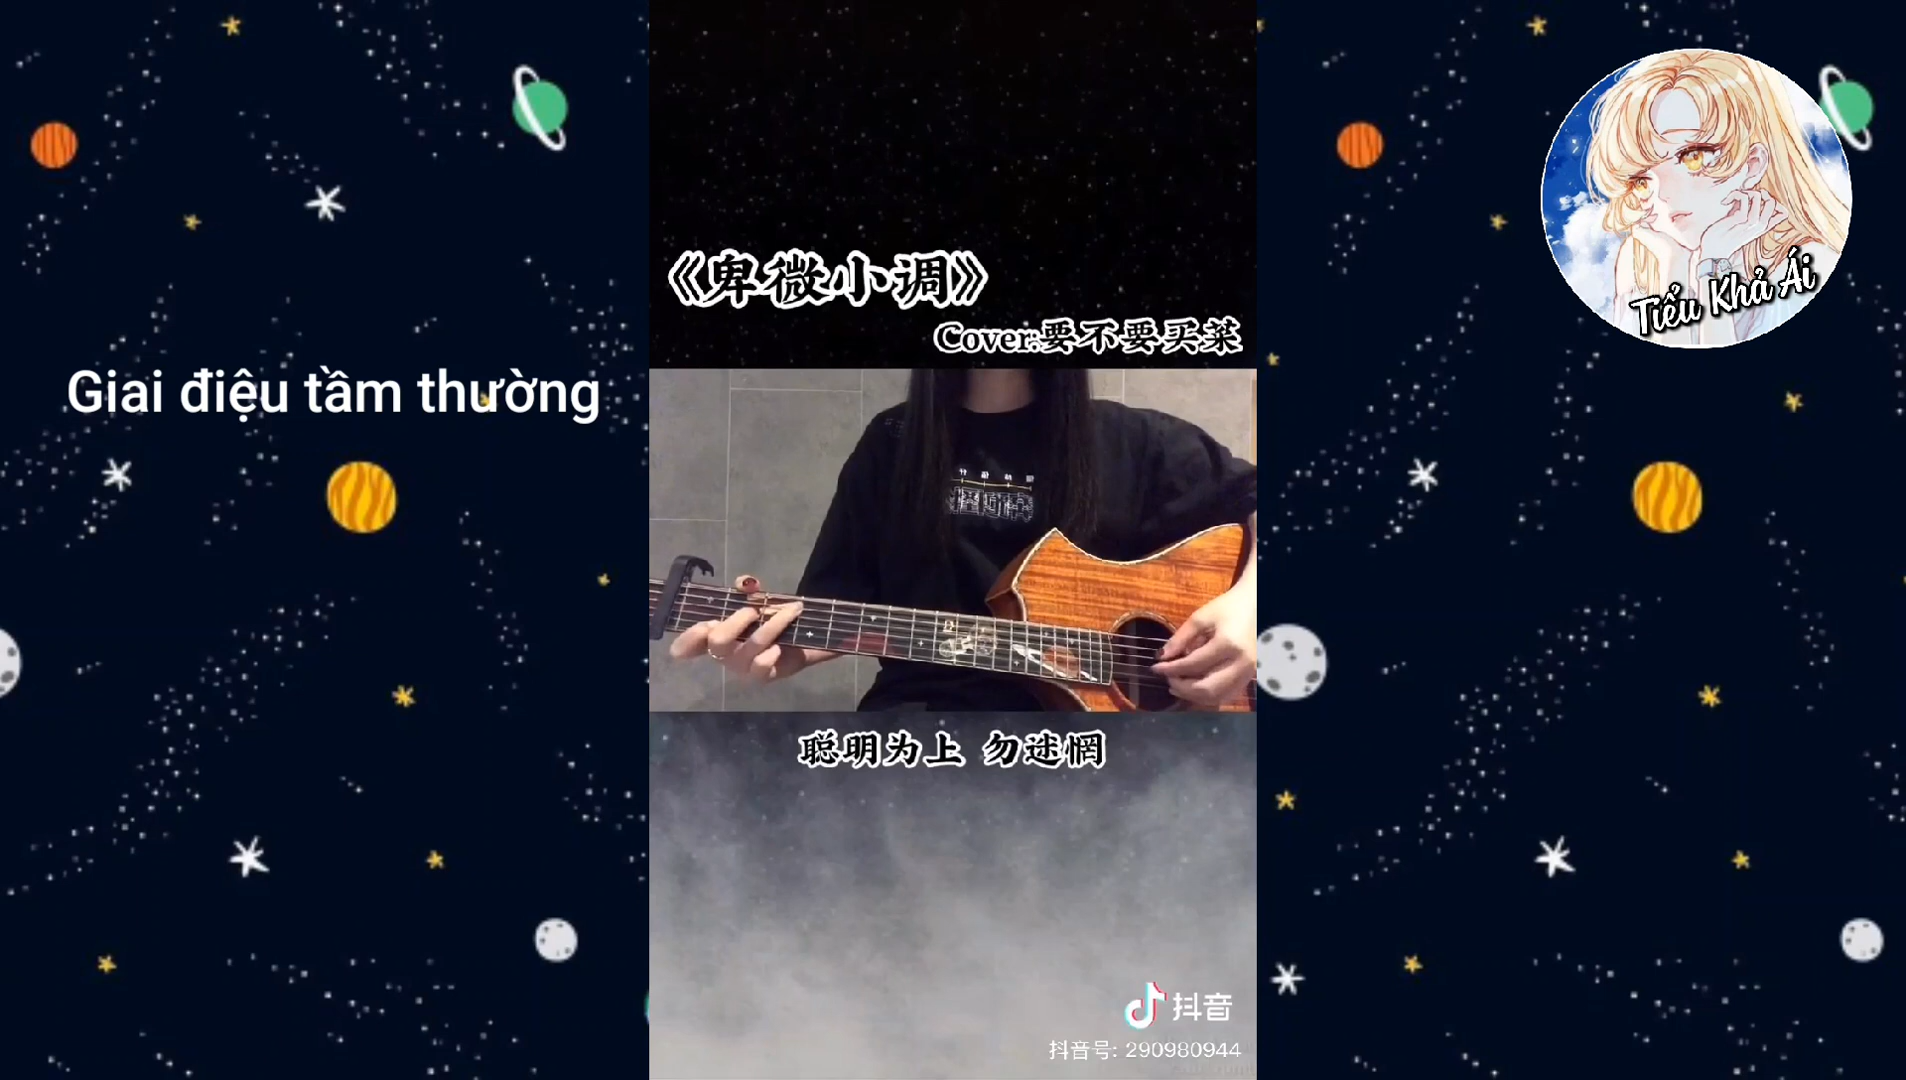 《卑微小调》
Cover:要不要买菜
Tiểu Khả Ái
Giai điệu tầm thường
聪明为上 勿迷惘
抖音
抖音号: 290980944